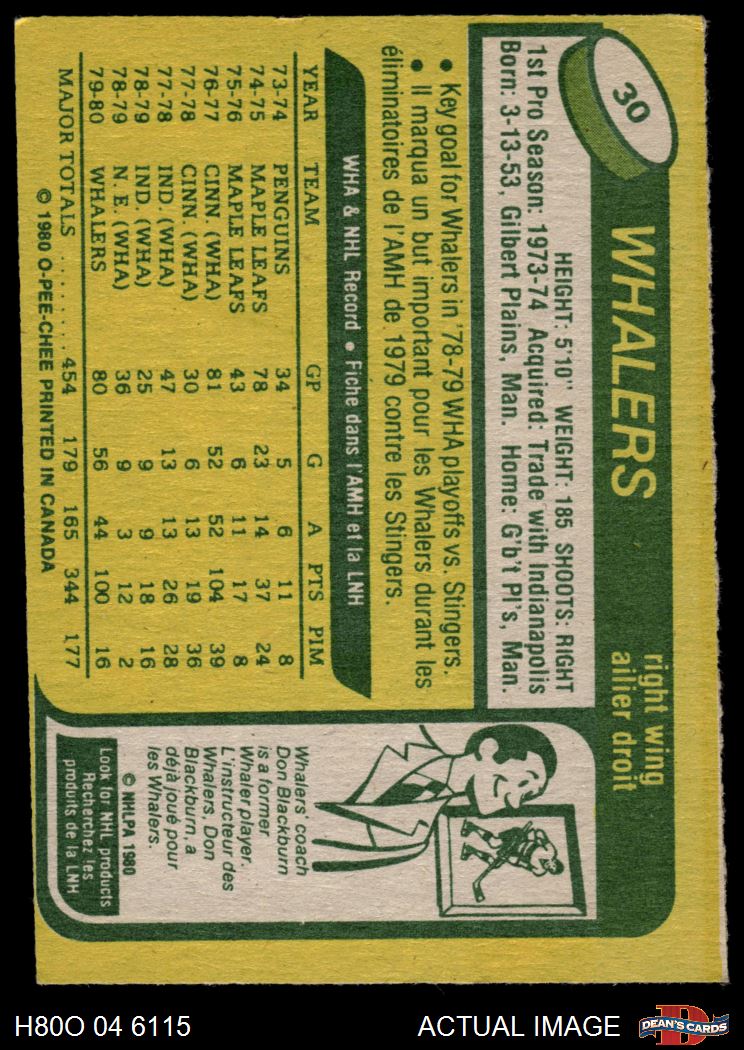 30
WHALERS
right wing
ailier droit
HEIGHT: 5'10" WEIGHT: 185 SHOOTS: RIGHT
1st Pro Season: 1973-74 Acquired: Trade with Indianapolis
Born: 3-13-53, Gilbert Plains, Man. Home: G'b't Pl's, Man.
• Key goal for Whalers in '78-79 WHA playoffs vs. Stingers.
• Il marqua un but important pour les Whalers durant les
éliminatoires de l'AMH de 1979 contre les Stingers.
WHA & NHL Record • Fiche dans l'AMH et la LNH
YEAR TEAM GP G A PTS PIM
73-74 PENGUINS 34 5 6 11 8
74-75 MAPLE LEAFS 78 23 14 37 24
75-76 MAPLE LEAFS 43 6 11 17 8
76-77 CINN. (WHA) 81 52 52 104 39
77-78 CINN. (WHA) 30 6 13 19 36
77-78 IND. (WHA) 47 13 13 26 28
78-79 IND. (WHA) 25 9 9 18 16
78-79 N. E. (WHA) 36 9 3 12 2
79-80 WHALERS 80 56 44 100 16
MAJOR TOTALS .......... 454 179 165 344 177
© 1980 O-PEE-CHEE PRINTED IN CANADA
Whalers' coach
Don Blackburn
is a former
Whaler player.
L'instructeur des
Whalers, Don
Blackburn, a
déjà joué pour
les Whalers.
© NHLPA 1980
Look for NHL products
Recherchez les
produits de la LNH
H80O 04 6115
ACTUAL IMAGE
D
DEAN'S CARDS